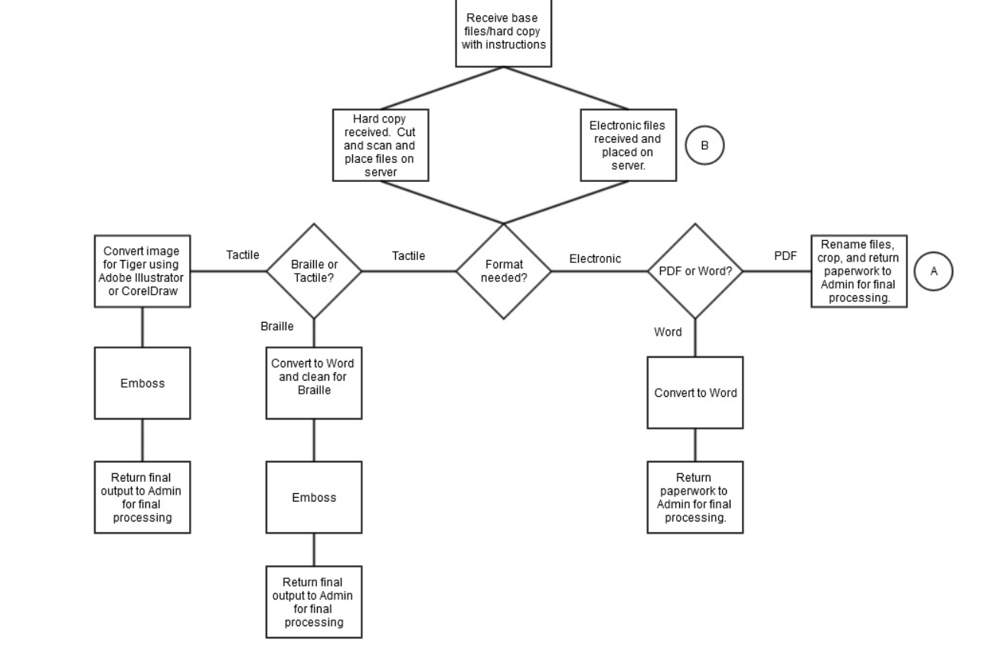 Receive base
files/hard copy
with instructions
Hard copy
received. Cut
and scan and
place files on
server
Electronic files
received and
placed on
server.
B
Convert image
for Tiger using
Adobe Illustrator
or CorelDraw
Tactile
Braille or
Tactile?
Tactile
Format
needed?
Electronic
PDF or Word?
PDF
Rename files,
crop, and return
paperwork to
Admin for final
processing.
A
Braille
Word
Emboss
Convert to Word
and clean for
Braille
Convert to Word
Return final
output to Admin
for final
processing
Emboss
Return
paperwork to
Admin for final
processing.
Return final
output to Admin
for final
processing